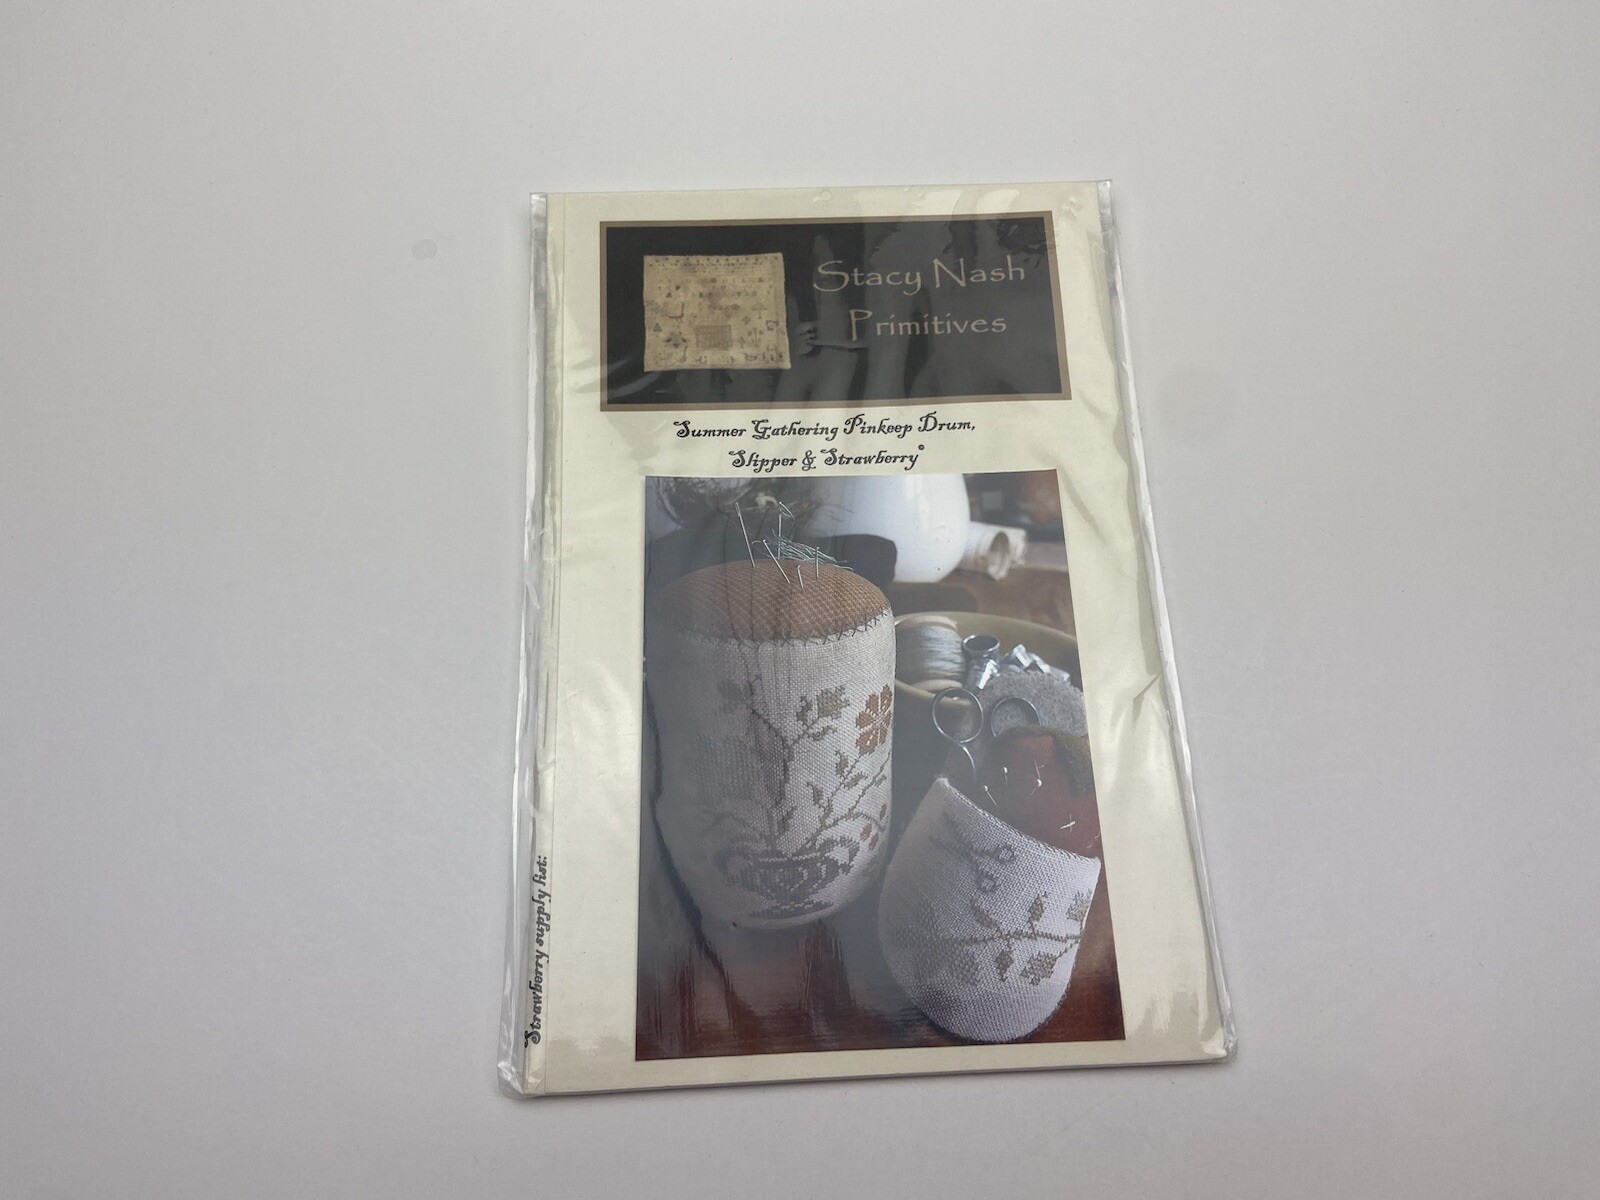 Stacy Nash
Primitives
Summer Gathering Pinkeep Drum,
Slipper & Strawberry©
Strawberry supply list: